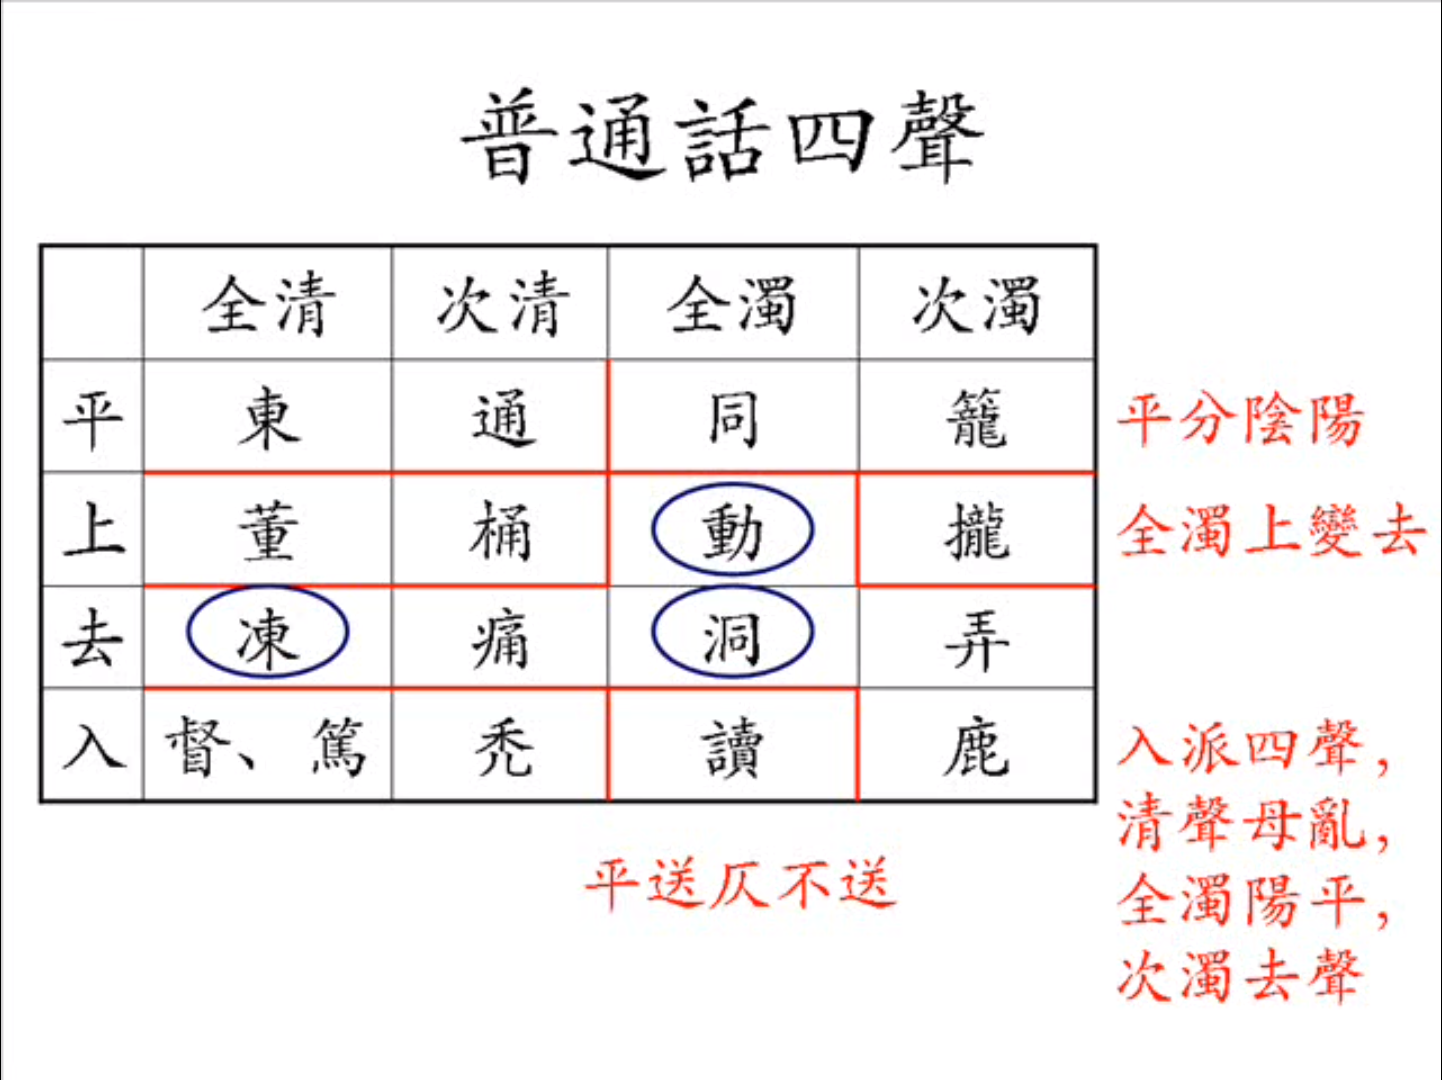 普通話四聲
全清 次清 全濁 次濁
平 東 通 同 籠 平分陰陽
上 董 桶 動 攏 全濁上變去
去 凍 痛 洞 弄
入 督、篤 禿 讀 鹿 入派四聲，
清聲母亂，
平送仄不送 全濁陽平，
次濁去聲